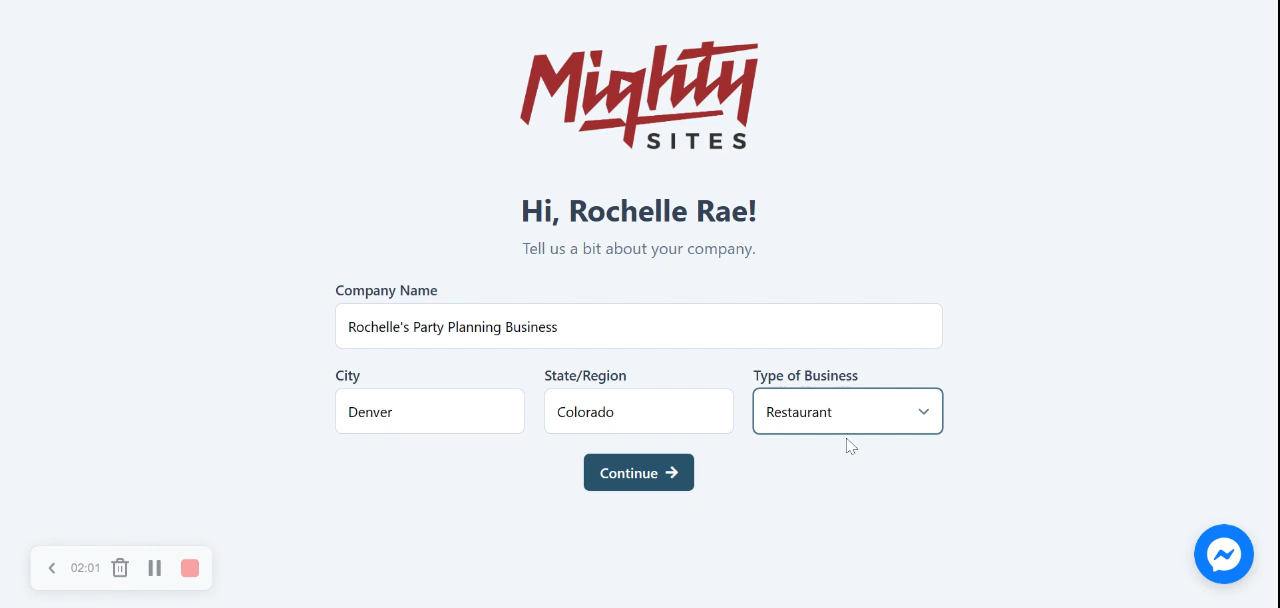 Mighty
SITES
Hi, Rochelle Rae!
Tell us a bit about your company.
Company Name
Rochelle's Party Planning Business
City State/Region Type of Business
Denver Colorado Restaurant
Continue →
02:01